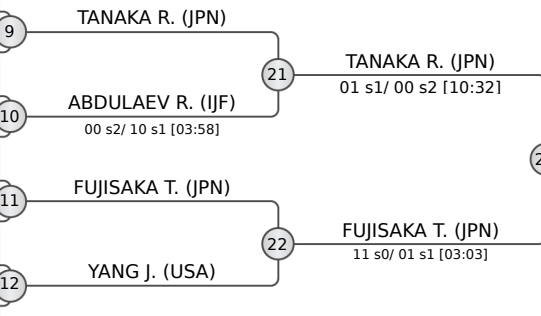 TANAKA R. (JPN)
9
21
TANAKA R. (JPN)
01 s1/ 00 s2 [10:32]
ABDULAEV R. (IJF)
10
00 s2/ 10 s1 [03:58]
2
FUJISAKA T. (JPN)
11
22
FUJISAKA T. (JPN)
11 s0/ 01 s1 [03:03]
YANG J. (USA)
12